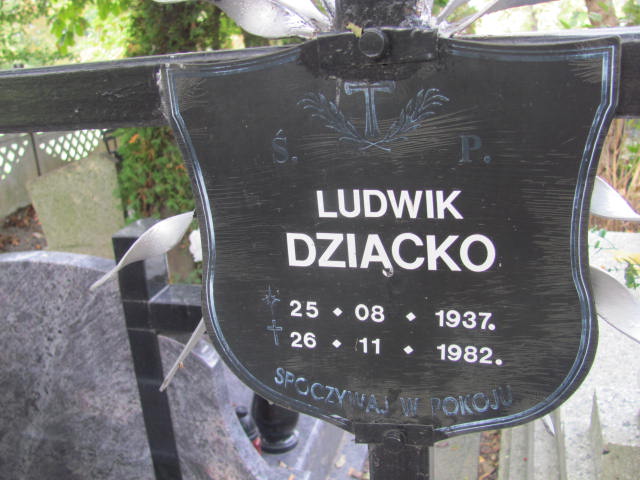 Ś. P.
LUDWIK
DZIĄCKO
25 • 08 • 1937.
26 • 11 • 1982.
SPOCZYWAJ W POKOJU